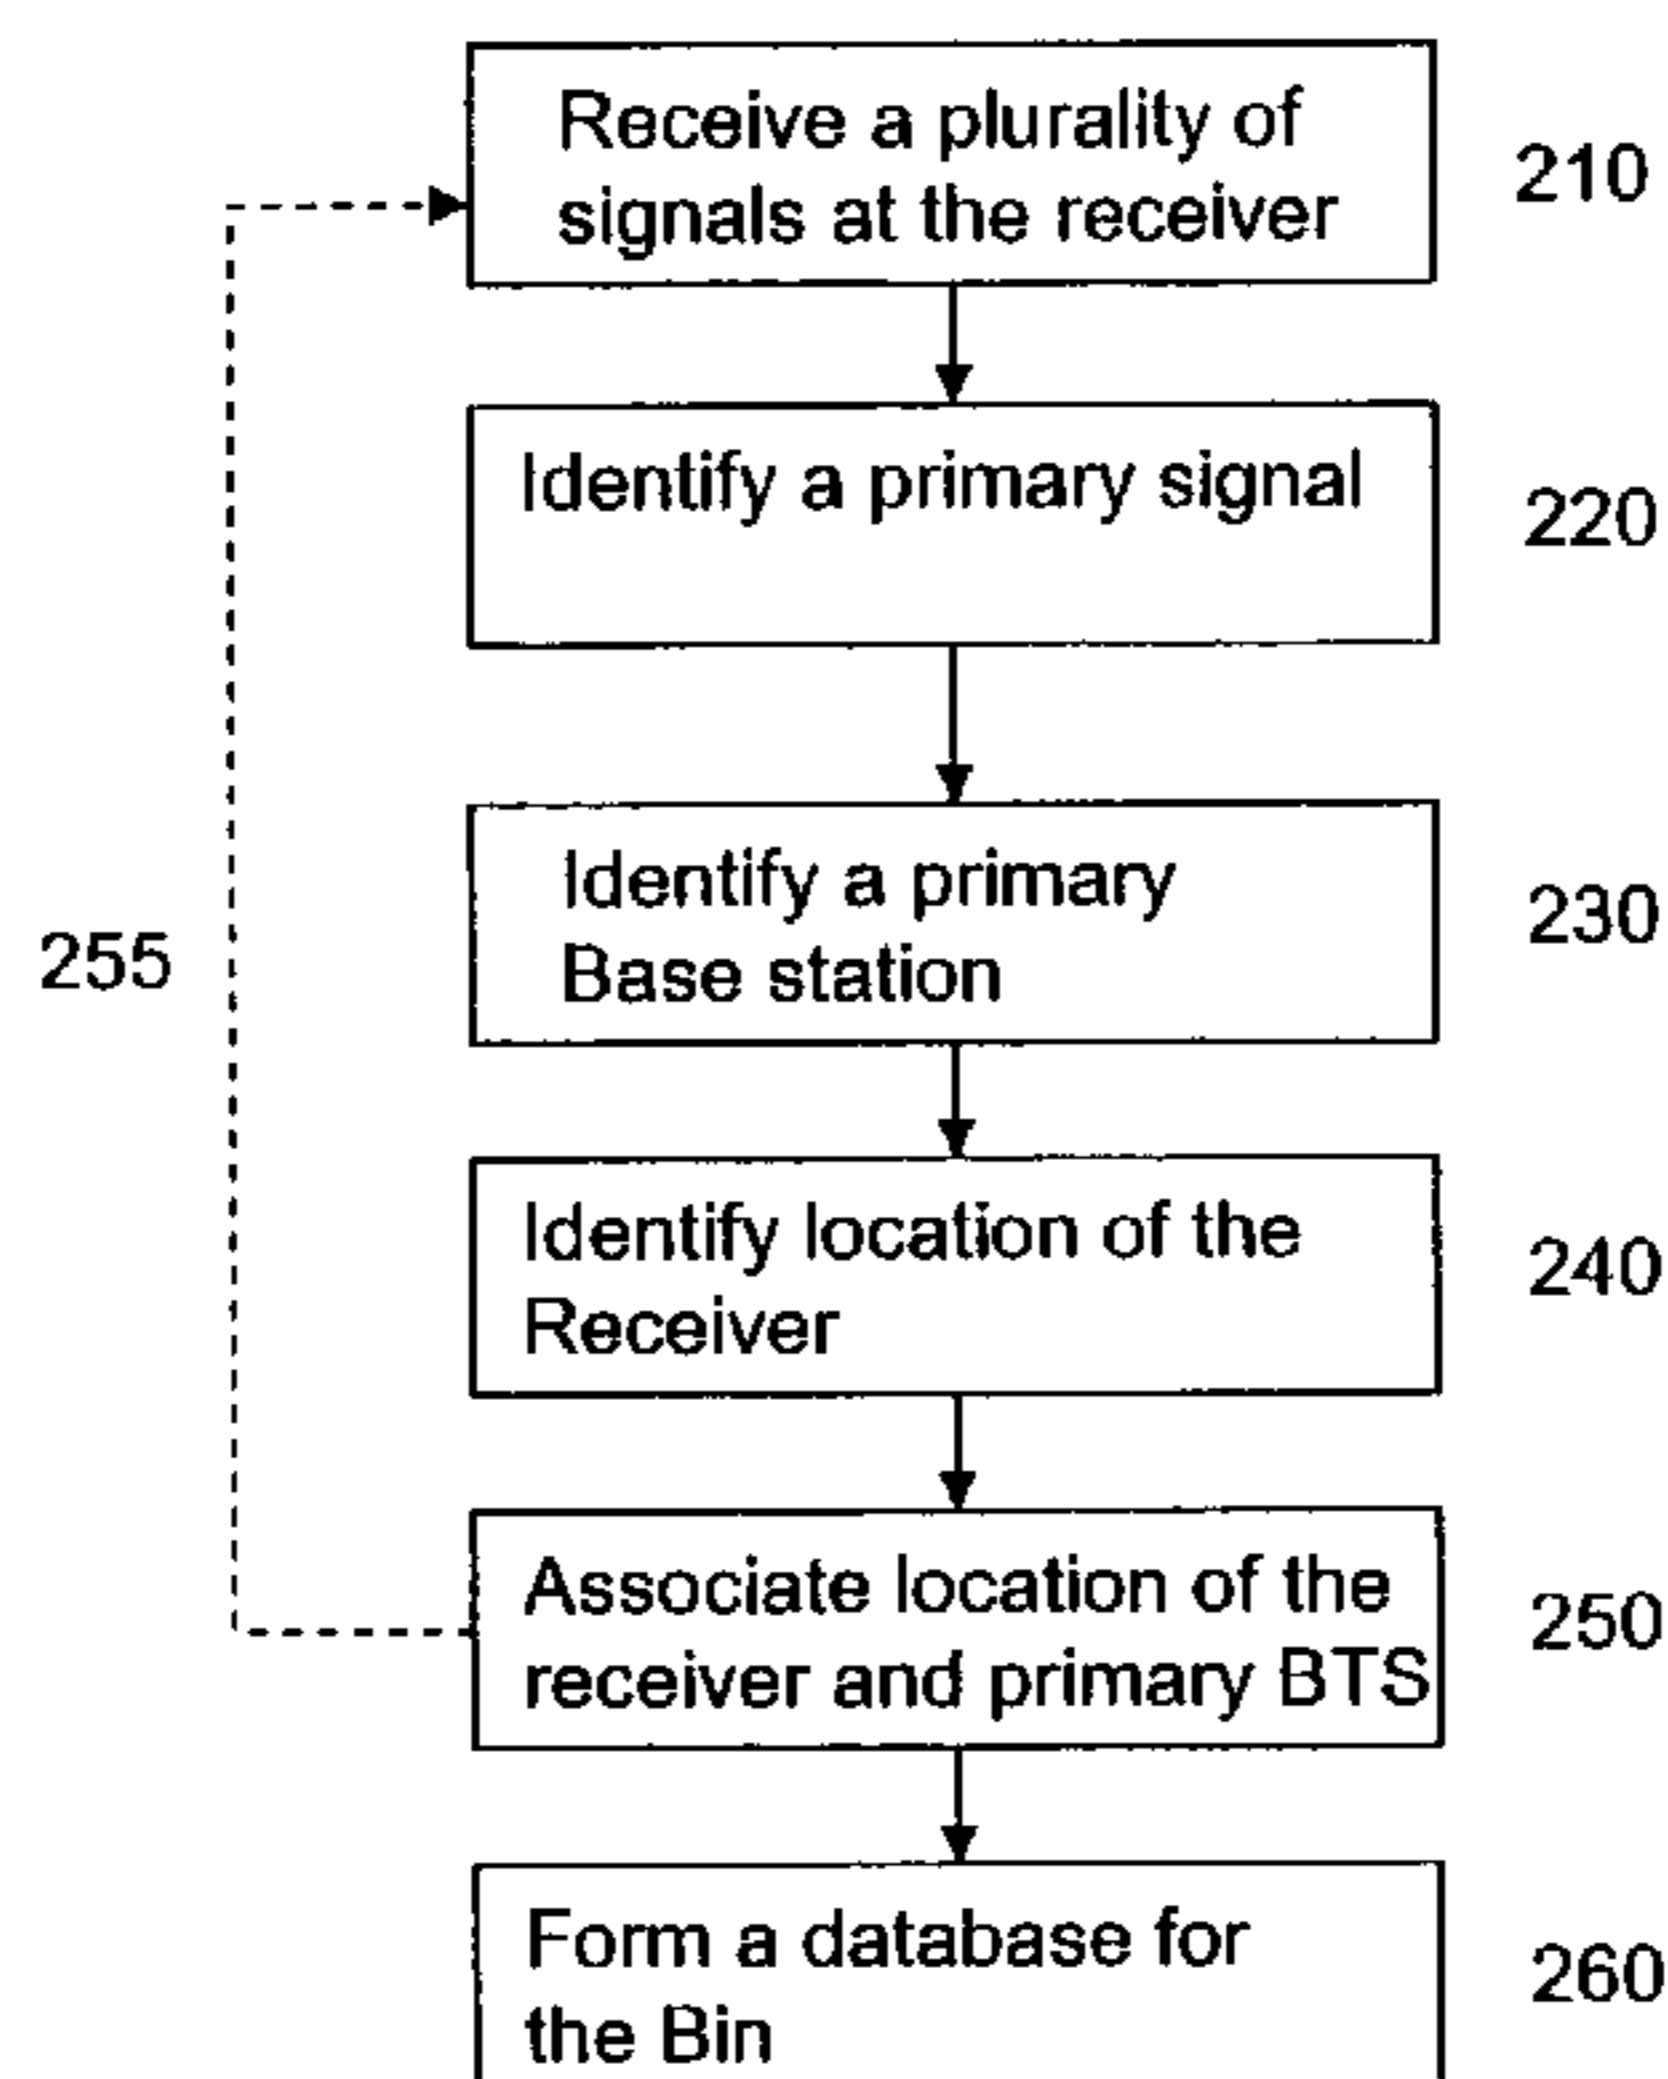 Receive a plurality of
signals at the receiver
210
Identify a primary signal
220
Identify a primary
Base station
230
255
Identify location of the
Receiver
240
Associate location of the
receiver and primary BTS
250
Form a database for
the Bin
260